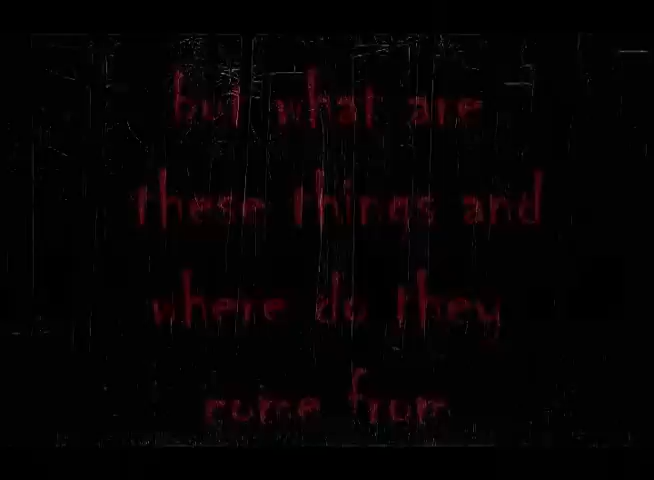 but what are
these things and
where do they
come from